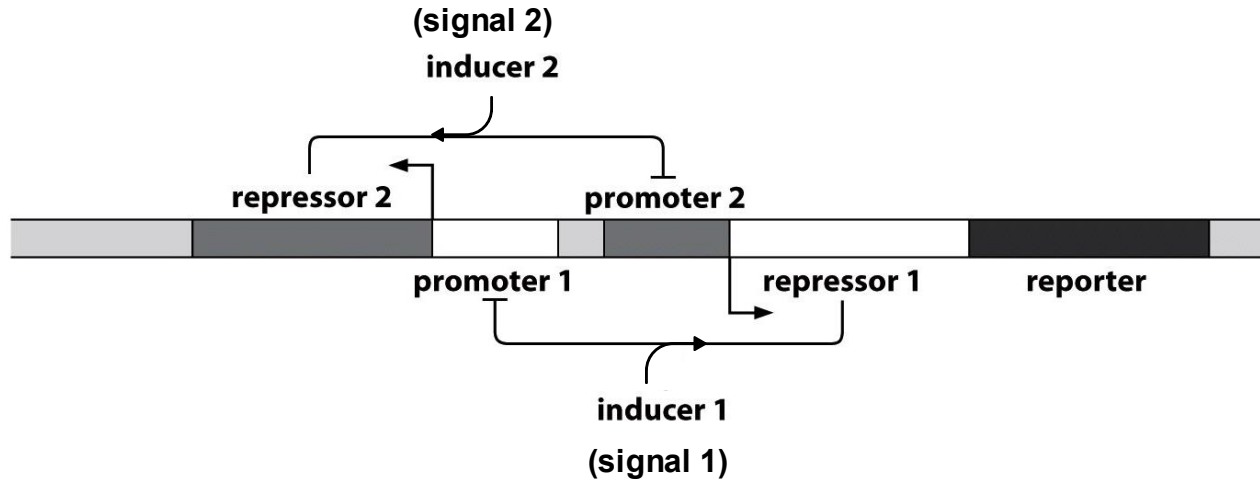 (signal 2)
inducer 2
repressor 2
promoter 2
promoter 1
repressor 1
reporter
inducer 1
(signal 1)